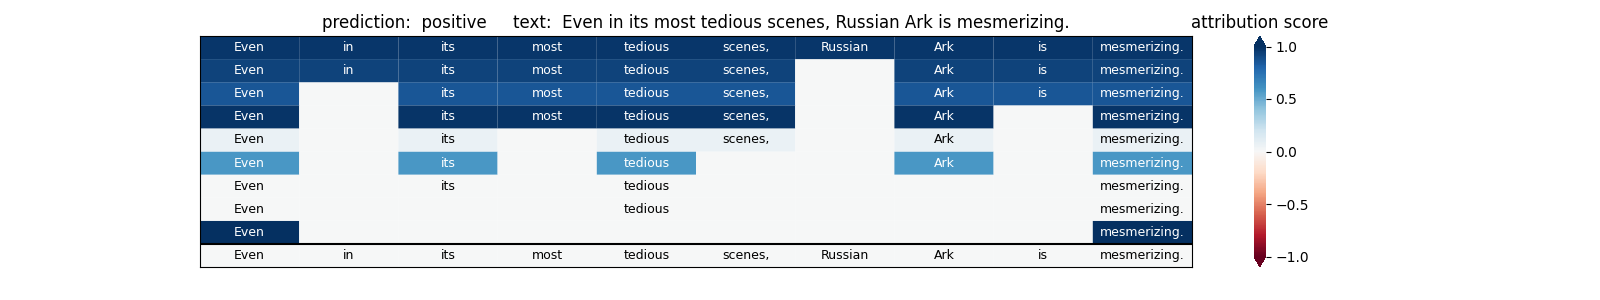 prediction: positive text: Even in its most tedious scenes, Russian Ark is mesmerizing. attribution score
Even in its most tedious scenes, Russian Ark is mesmerizing. 1.0
Even in its most tedious scenes, Ark is mesmerizing.
Even its most tedious scenes, Ark is mesmerizing. 0.5
Even its most tedious scenes, Ark mesmerizing.
Even its tedious scenes, Ark mesmerizing. 0.0
Even its tedious Ark mesmerizing.
Even its tedious mesmerizing.
Even tedious mesmerizing. −0.5
Even mesmerizing.
Even in its most tedious scenes, Russian Ark is mesmerizing. −1.0